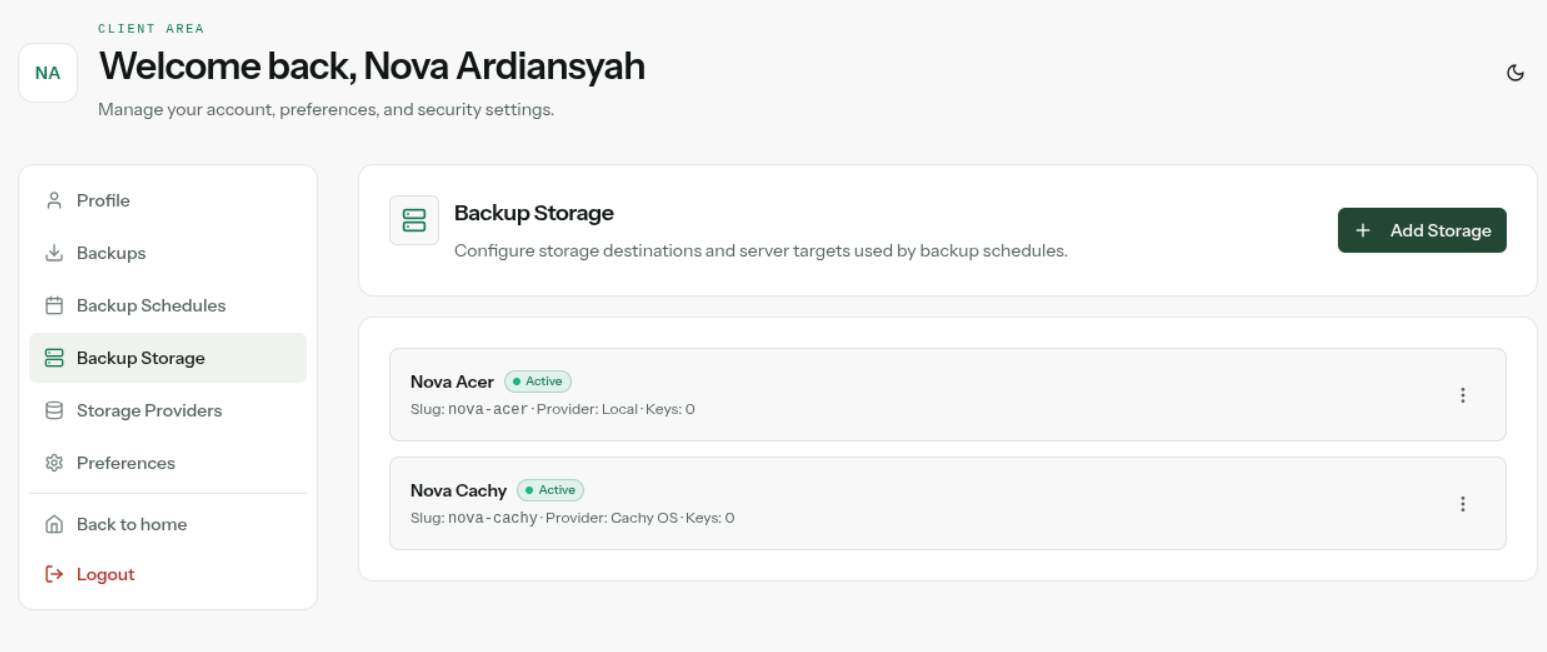 CLIENT AREA
NA
Welcome back, Nova Ardiansyah
Manage your account, preferences, and security settings.
Profile
Backups
Backup Schedules
Backup Storage
Storage Providers
Preferences
Back to home
Logout
Backup Storage
Configure storage destinations and server targets used by backup schedules.
+ Add Storage
Nova Acer Active
Slug: nova-acer · Provider: Local · Keys: 0
Nova Cachy Active
Slug: nova-cachy · Provider: Cachy OS · Keys: 0